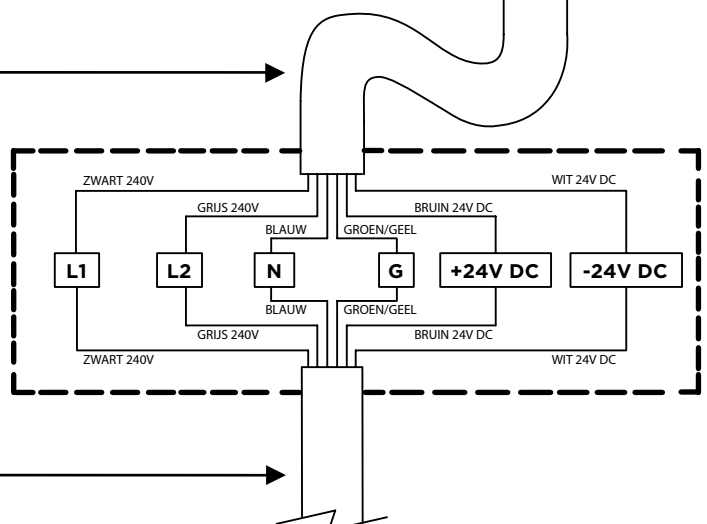 ZWART 240V
WIT 24V DC
GRIJS 240V
BRUIN 24V DC
BLAUW
GROEN/GEEL
L1
L2
N
G
+24V DC
-24V DC
BLAUW
GROEN/GEEL
GRIJS 240V
BRUIN 24V DC
ZWART 240V
WIT 24V DC